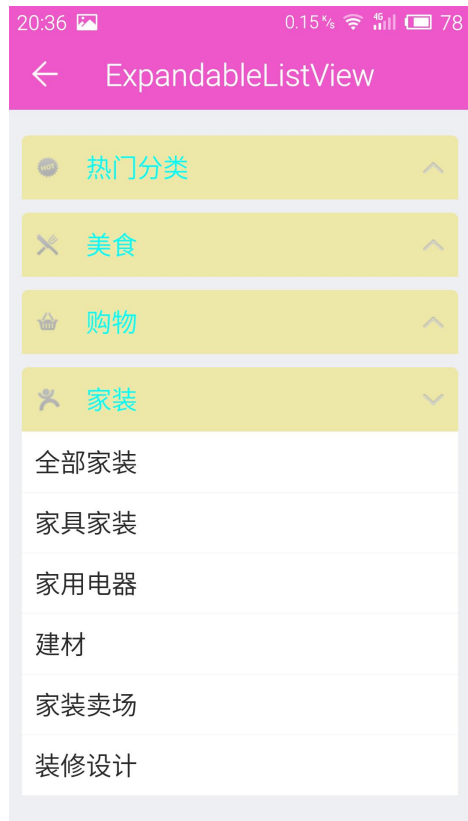 20:36 0.15 K/s 4G 78
ExpandableListView
HOT 热门分类
美食
购物
家装
全部家装
家具家装
家用电器
建材
家装卖场
装修设计